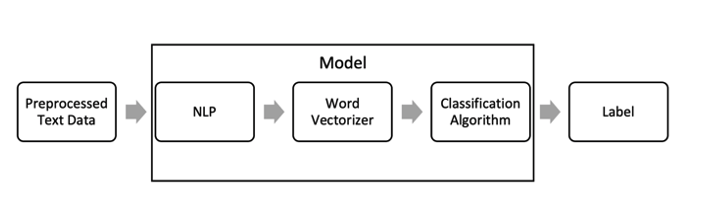 Model
Preprocessed
Text Data
NLP
Word
Vectorizer
Classification
Algorithm
Label